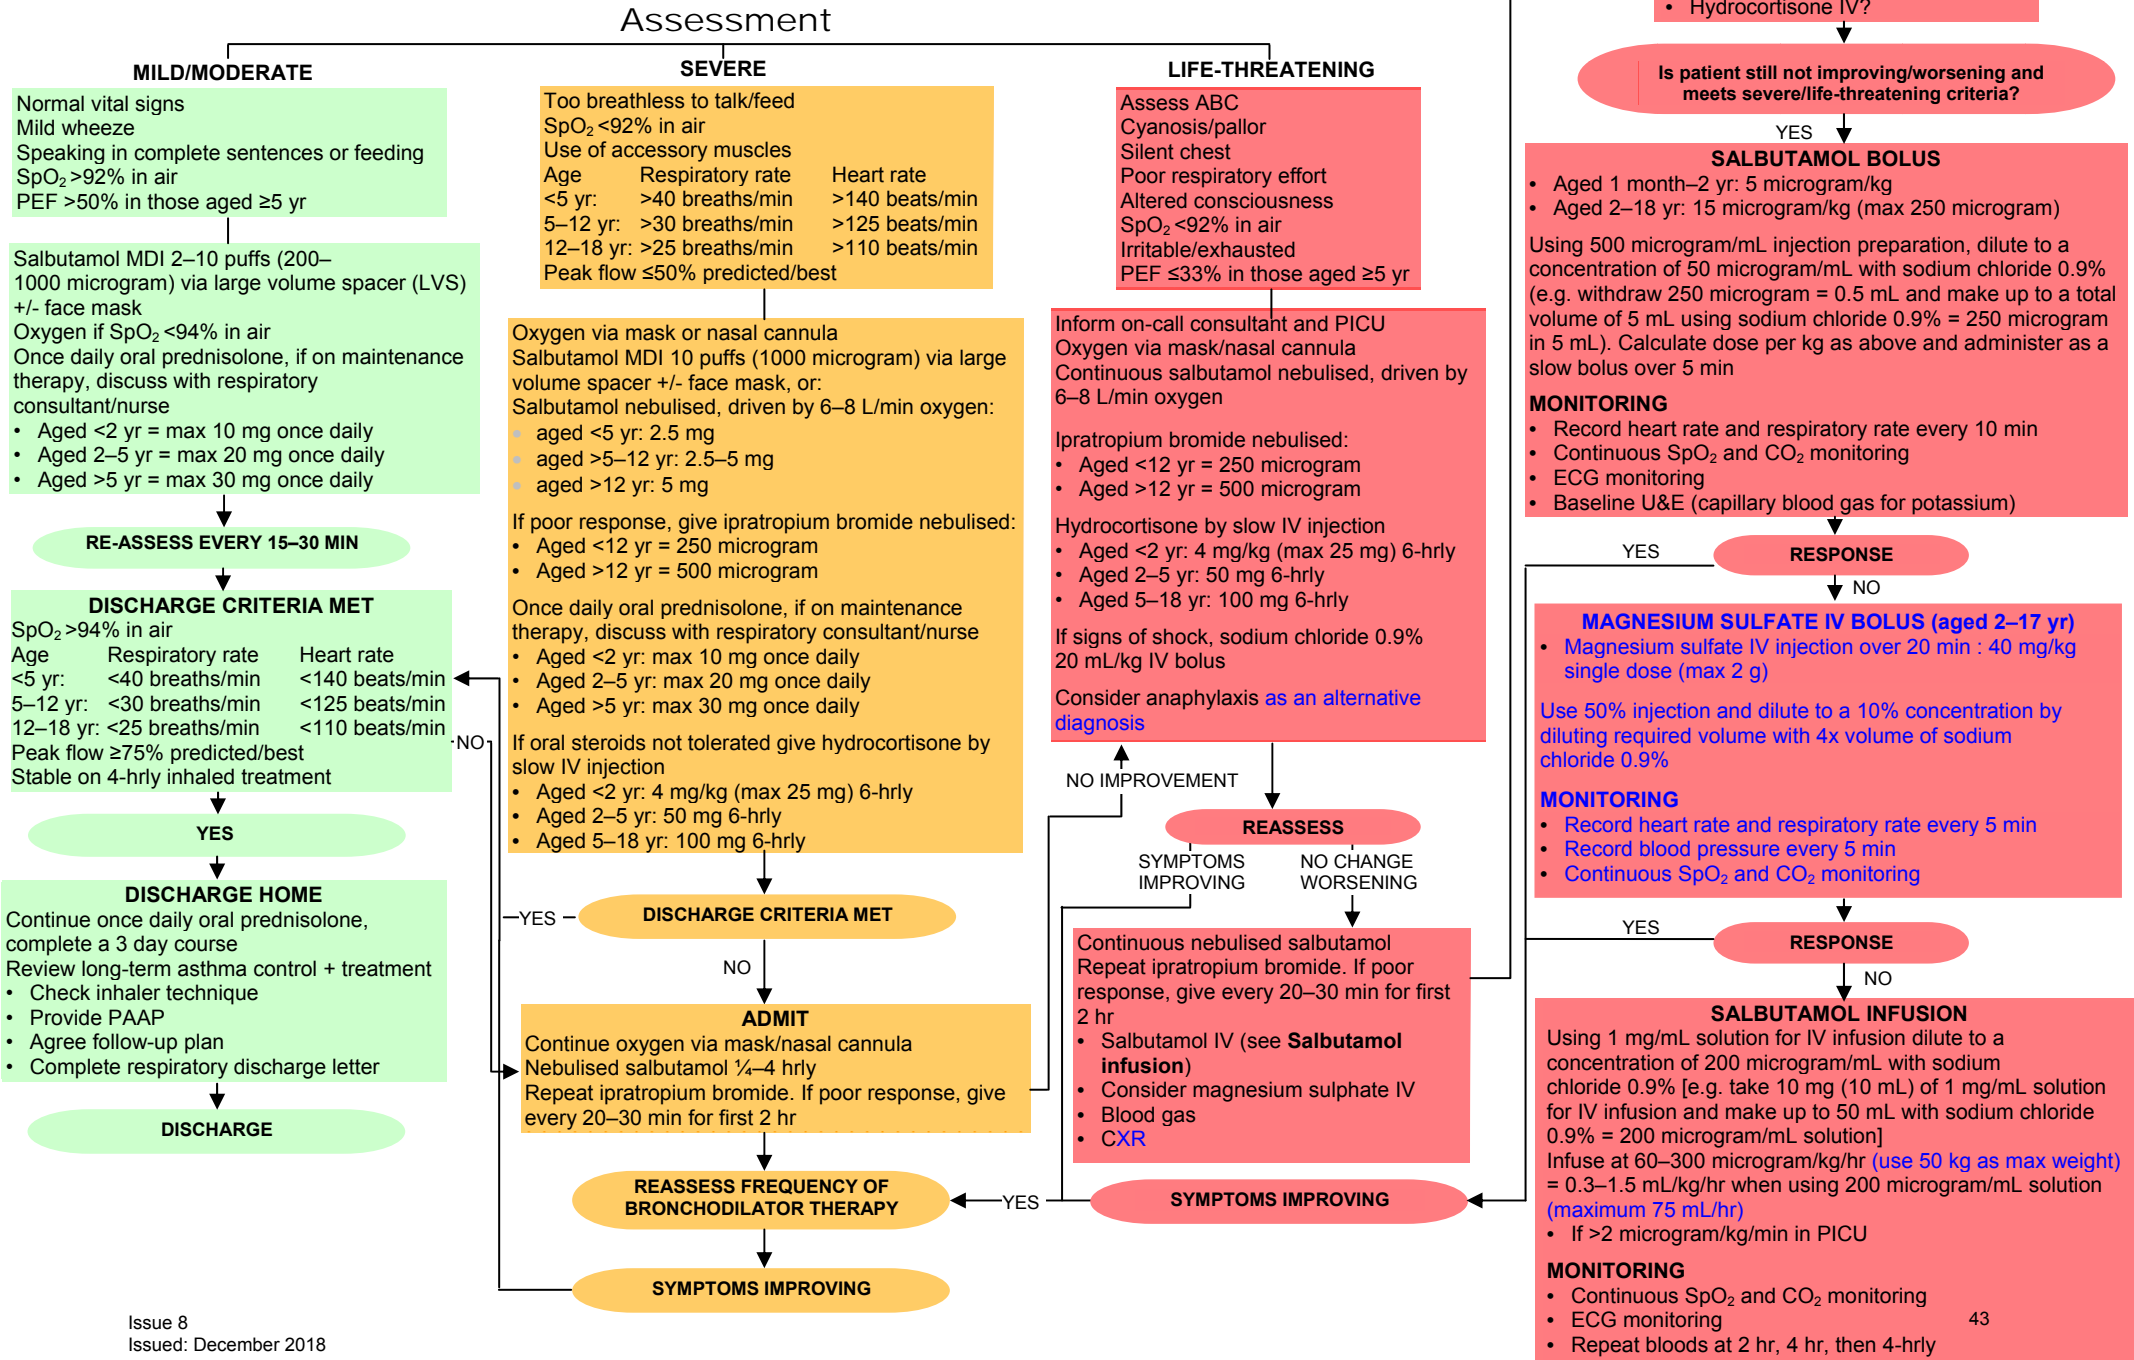 Assessment
MILD/MODERATE
Normal vital signs
Mild wheeze
Speaking in complete sentences or feeding
SpO₂ >92% in air
PEF >50% in those aged ≥5 yr
Salbutamol MDI 2–10 puffs (200–
1000 microgram) via large volume spacer (LVS)
+/- face mask
Oxygen if SpO₂ <94% in air
Once daily oral prednisolone, if on maintenance
therapy, discuss with respiratory
consultant/nurse
• Aged <2 yr = max 10 mg once daily
• Aged 2–5 yr = max 20 mg once daily
• Aged >5 yr = max 30 mg once daily
RE-ASSESS EVERY 15–30 MIN
DISCHARGE CRITERIA MET
SpO₂ >94% in air
Age Respiratory rate Heart rate
<5 yr: <40 breaths/min <140 beats/min
5–12 yr: <30 breaths/min <125 beats/min
12–18 yr: <25 breaths/min <110 beats/min
Peak flow ≥75% predicted/best
Stable on 4-hrly inhaled treatment
NO
YES
DISCHARGE HOME
Continue once daily oral prednisolone,
complete a 3 day course
Review long-term asthma control + treatment
• Check inhaler technique
• Provide PAAP
• Agree follow-up plan
• Complete respiratory discharge letter
DISCHARGE
SEVERE
Too breathless to talk/feed
SpO₂ <92% in air
Use of accessory muscles
Age Respiratory rate Heart rate
<5 yr: >40 breaths/min >140 beats/min
5–12 yr: >30 breaths/min >125 beats/min
12–18 yr: >25 breaths/min >110 beats/min
Peak flow ≤50% predicted/best
Oxygen via mask or nasal cannula
Salbutamol MDI 10 puffs (1000 microgram) via large
volume spacer +/- face mask, or:
Salbutamol nebulised, driven by 6–8 L/min oxygen:
• aged <5 yr: 2.5 mg
• aged >5–12 yr: 2.5–5 mg
• aged >12 yr: 5 mg
If poor response, give ipratropium bromide nebulised:
• Aged <12 yr = 250 microgram
• Aged >12 yr = 500 microgram
Once daily oral prednisolone, if on maintenance
therapy, discuss with respiratory consultant/nurse
• Aged <2 yr: max 10 mg once daily
• Aged 2–5 yr: max 20 mg once daily
• Aged >5 yr: max 30 mg once daily
If oral steroids not tolerated give hydrocortisone by
slow IV injection
• Aged <2 yr: 4 mg/kg (max 25 mg) 6-hrly
• Aged 2–5 yr: 50 mg 6-hrly
• Aged 5–18 yr: 100 mg 6-hrly
YES
DISCHARGE CRITERIA MET
NO
ADMIT
Continue oxygen via mask/nasal cannula
Nebulised salbutamol ¼–4 hrly
Repeat ipratropium bromide. If poor response, give
every 20–30 min for first 2 hr
REASSESS FREQUENCY OF
BRONCHODILATOR THERAPY
SYMPTOMS IMPROVING
LIFE-THREATENING
Assess ABC
Cyanosis/pallor
Silent chest
Poor respiratory effort
Altered consciousness
SpO₂ <92% in air
Irritable/exhausted
PEF ≤33% in those aged ≥5 yr
Inform on-call consultant and PICU
Oxygen via mask/nasal cannula
Continuous salbutamol nebulised, driven by
6–8 L/min oxygen
Ipratropium bromide nebulised:
• Aged <12 yr = 250 microgram
• Aged >12 yr = 500 microgram
Hydrocortisone by slow IV injection
• Aged <2 yr: 4 mg/kg (max 25 mg) 6-hrly
• Aged 2–5 yr: 50 mg 6-hrly
• Aged 5–18 yr: 100 mg 6-hrly
If signs of shock, sodium chloride 0.9%
20 mL/kg IV bolus
Consider anaphylaxis as an alternative
diagnosis
NO IMPROVEMENT
REASSESS
SYMPTOMS
IMPROVING
NO CHANGE
WORSENING
Continuous nebulised salbutamol
Repeat ipratropium bromide. If poor
response, give every 20–30 min for first
2 hr
• Salbutamol IV (see Salbutamol
infusion)
• Consider magnesium sulphate IV
• Blood gas
• CXR
YES
SYMPTOMS IMPROVING
• Hydrocortisone IV?
Is patient still not improving/worsening and
meets severe/life-threatening criteria?
YES
SALBUTAMOL BOLUS
• Aged 1 month–2 yr: 5 microgram/kg
• Aged 2–18 yr: 15 microgram/kg (max 250 microgram)
Using 500 microgram/mL injection preparation, dilute to a
concentration of 50 microgram/mL with sodium chloride 0.9%
(e.g. withdraw 250 microgram = 0.5 mL and make up to a total
volume of 5 mL using sodium chloride 0.9% = 250 microgram
in 5 mL). Calculate dose per kg as above and administer as a
slow bolus over 5 min
MONITORING
• Record heart rate and respiratory rate every 10 min
• Continuous SpO₂ and CO₂ monitoring
• ECG monitoring
• Baseline U&E (capillary blood gas for potassium)
YES
RESPONSE
NO
MAGNESIUM SULFATE IV BOLUS (aged 2–17 yr)
• Magnesium sulfate IV injection over 20 min : 40 mg/kg
single dose (max 2 g)
Use 50% injection and dilute to a 10% concentration by
diluting required volume with 4x volume of sodium
chloride 0.9%
MONITORING
• Record heart rate and respiratory rate every 5 min
• Record blood pressure every 5 min
• Continuous SpO₂ and CO₂ monitoring
YES
RESPONSE
NO
SALBUTAMOL INFUSION
Using 1 mg/mL solution for IV infusion dilute to a
concentration of 200 microgram/mL with sodium
chloride 0.9% [e.g. take 10 mg (10 mL) of 1 mg/mL solution
for IV infusion and make up to 50 mL with sodium chloride
0.9% = 200 microgram/mL solution]
Infuse at 60–300 microgram/kg/hr (use 50 kg as max weight)
= 0.3–1.5 mL/kg/hr when using 200 microgram/mL solution
(maximum 75 mL/hr)
• If >2 microgram/kg/min in PICU
MONITORING
• Continuous SpO₂ and CO₂ monitoring
• ECG monitoring
• Repeat bloods at 2 hr, 4 hr, then 4-hrly
Issue 8
Issued: December 2018
43